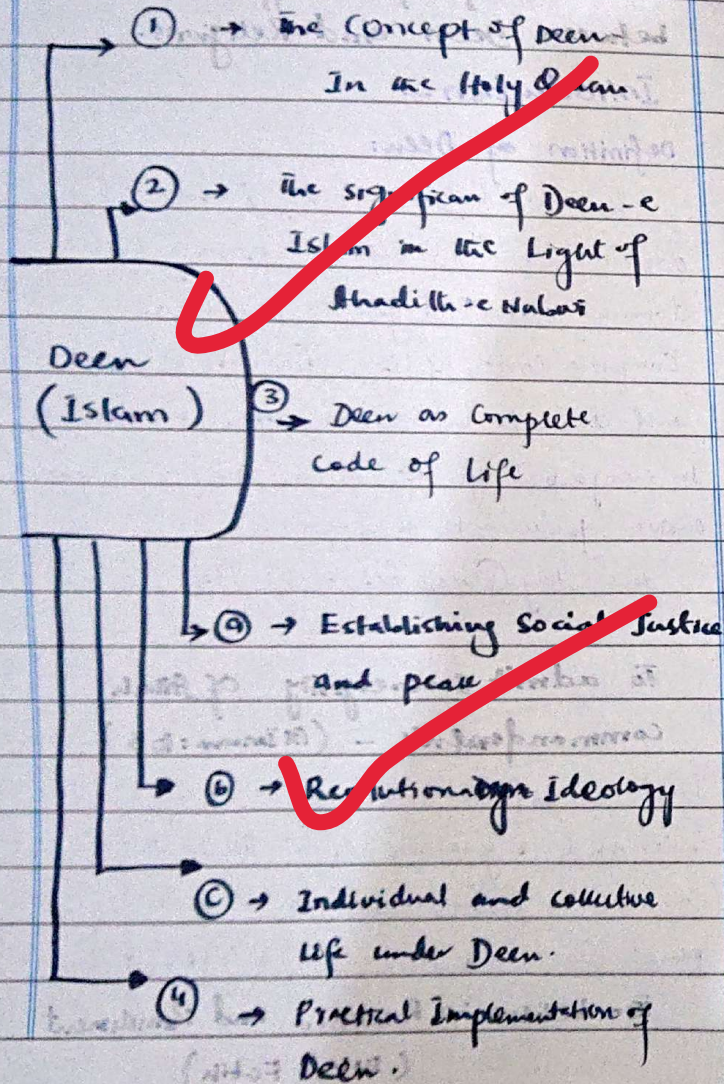 ① → The Concept of Deen
In the Holy Quran
② → The significan of Deen-e
Islam in the Light of
Ahadith-e Nabwi
Deen
(Islam)
③ → Deen as Complete
Code of Life
ⓐ → Establishing Social Justice
and peace
ⓑ → Revolutionary Ideology
Ⓒ → Individual and collective
life under Deen.
④ → Practical Implementation of
Deen.